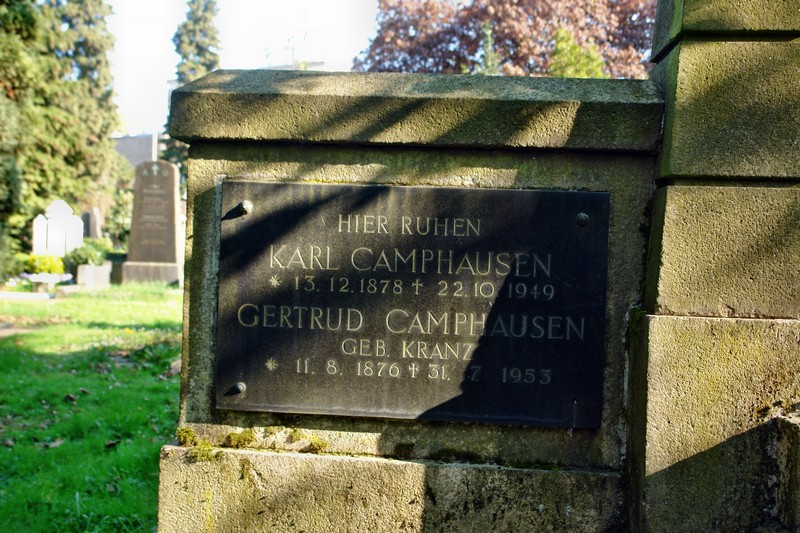 HIER RUHEN
KARL CAMPHAUSEN
* 13.12.1878 † 22.10.1949
GERTRUD CAMPHAUSEN
GEB. KRANZ
* 11. 8. 1876 † 31. 7. 1953